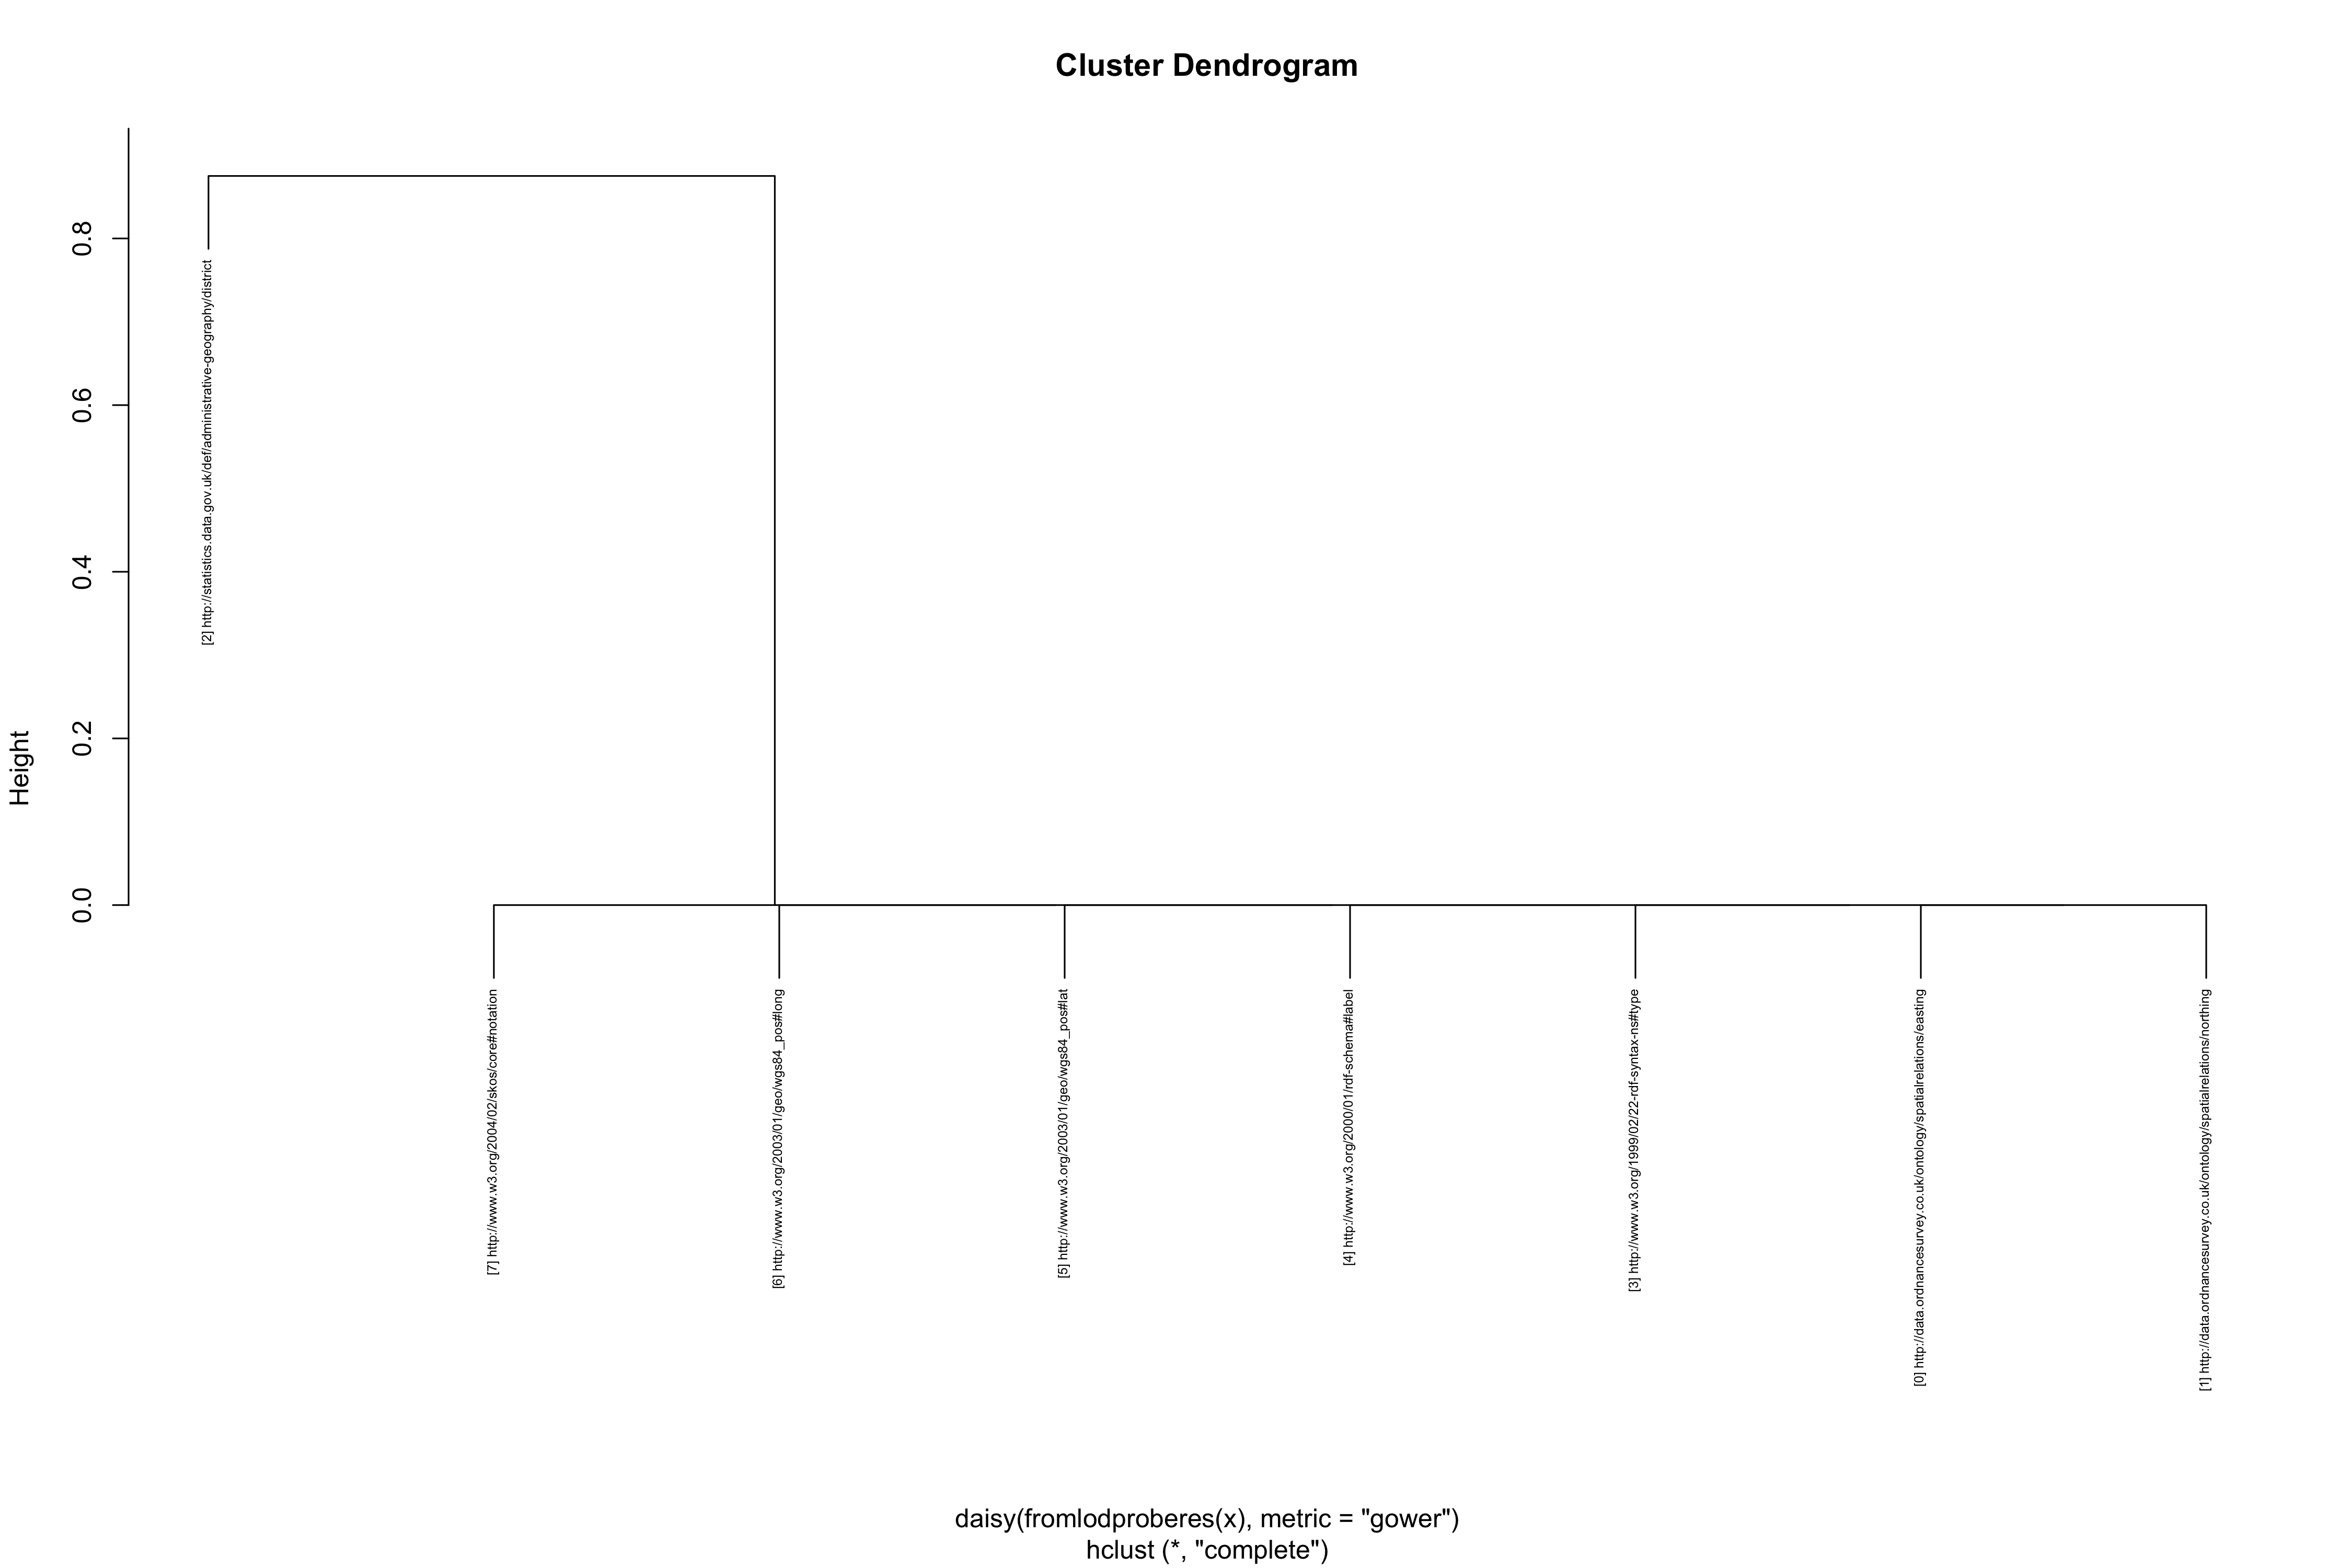 Cluster Dendrogram
Height
0.0
0.2
0.4
0.6
0.8
[2] http://statistics.data.gov.uk/def/administrative-geography/district
[7] http://www.w3.org/2004/02/skos/core#notation
[6] http://www.w3.org/2003/01/geo/wgs84_pos#long
[5] http://www.w3.org/2003/01/geo/wgs84_pos#lat
[4] http://www.w3.org/2000/01/rdf-schema#label
[3] http://www.w3.org/1999/02/22-rdf-syntax-ns#type
[0] http://data.ordnancesurvey.co.uk/ontology/spatialrelations/easting
[1] http://data.ordnancesurvey.co.uk/ontology/spatialrelations/northing
daisy(fromlodproberes(x), metric = "gower")
hclust (*, "complete")